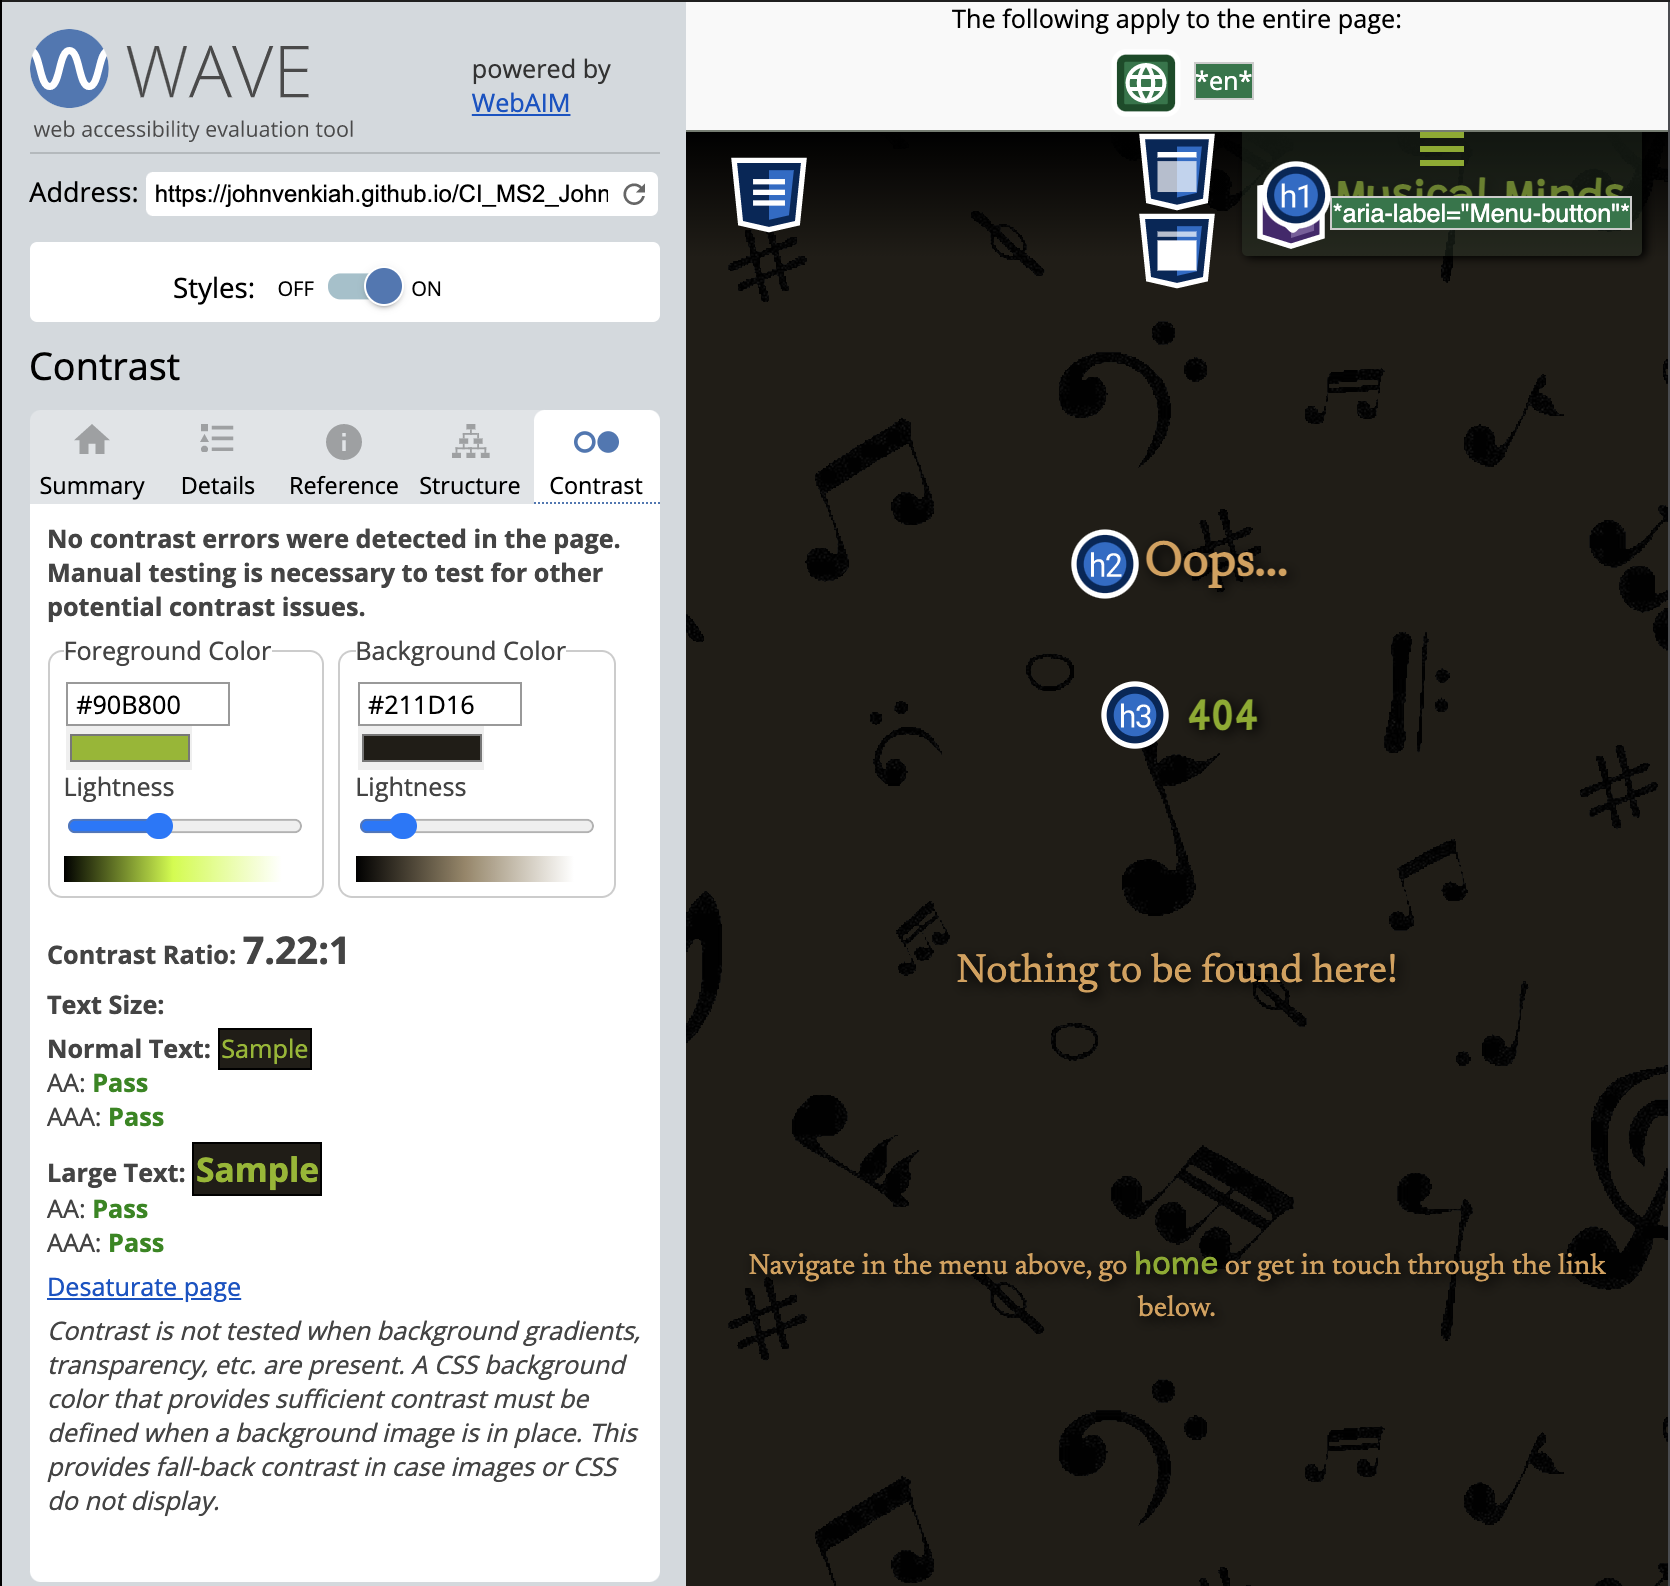 WAVE
web accessibility evaluation tool
powered by
WebAIM
Address: https://johnvenkiah.github.io/CI_MS2_John
Styles: OFF ON
Contrast
Summary Details Reference Structure Contrast
No contrast errors were detected in the page.
Manual testing is necessary to test for other
potential contrast issues.
Foreground Color
#90B800
Lightness
Background Color
#211D16
Lightness
Contrast Ratio: 7.22:1
Text Size:
Normal Text: Sample
AA: Pass
AAA: Pass
Large Text: Sample
AA: Pass
AAA: Pass
Desaturate page
Contrast is not tested when background gradients,
transparency, etc. are present. A CSS background
color that provides sufficient contrast must be
defined when a background image is in place. This
provides fall-back contrast in case images or CSS
do not display.
The following apply to the entire page:
*en*
h1 Musical Minds
*aria-label="Menu-button"*
h2 Oops...
h3 404
Nothing to be found here!
Navigate in the menu above, go home or get in touch through the link
below.